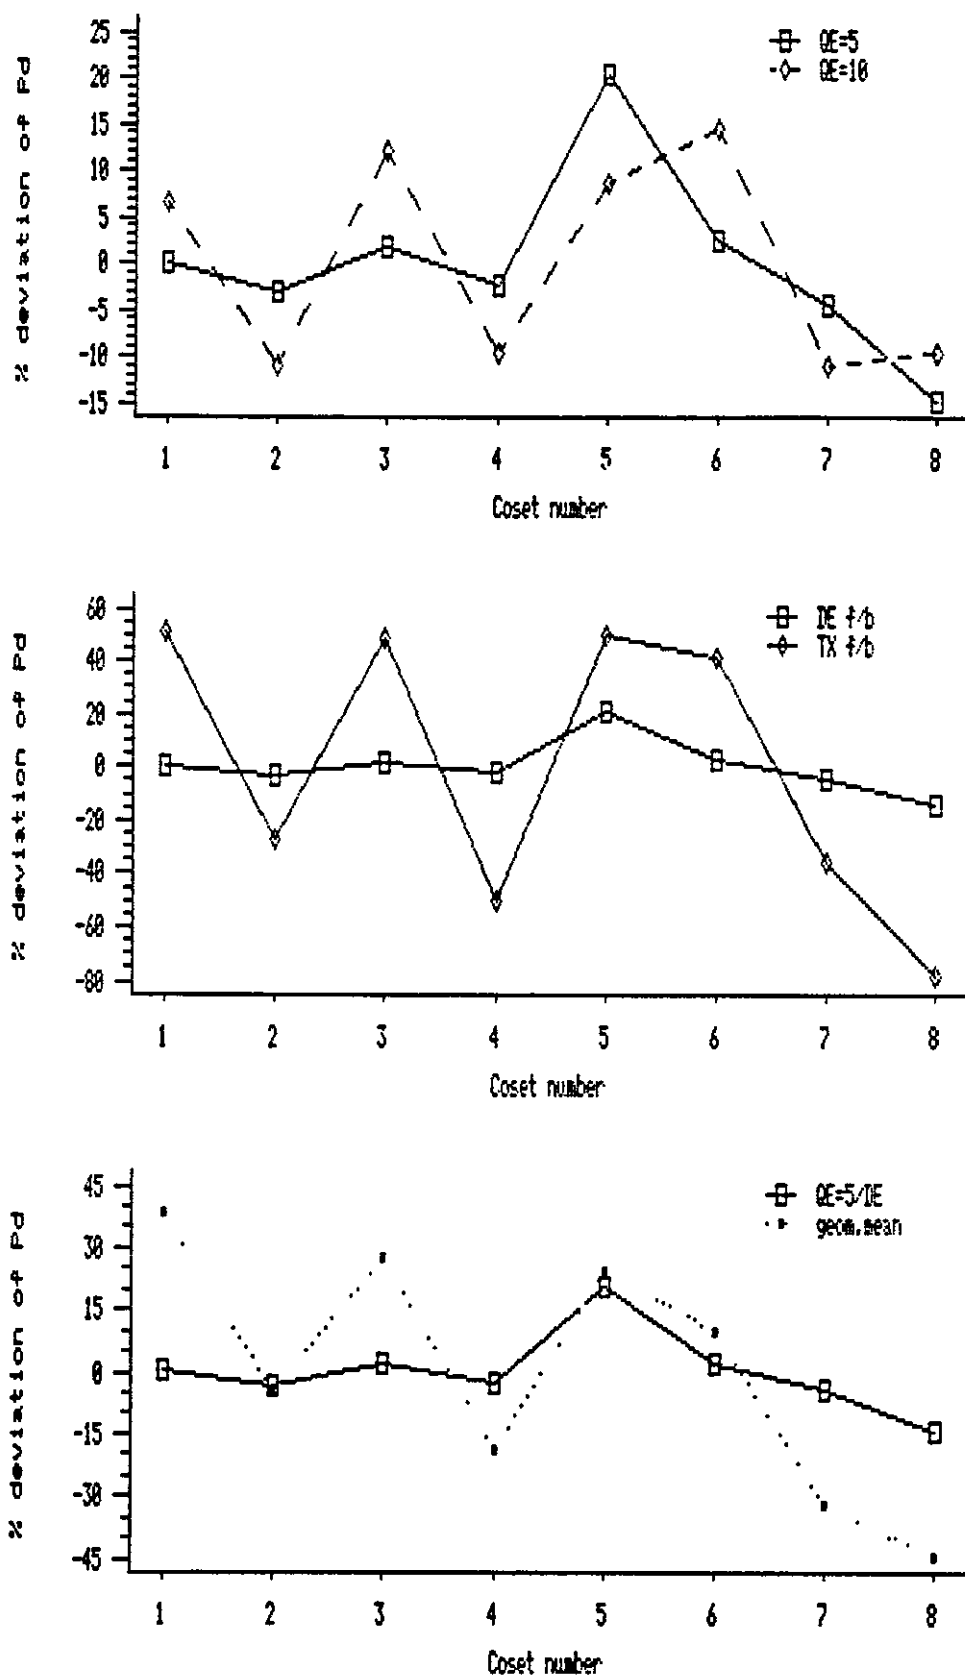 % deviation of Pd
25
20
15
10
5
0
-5
-10
-15
QE=5
QE=10
1 2 3 4 5 6 7 8
Coset number
% deviation of Pd
60
40
20
0
-20
-40
-60
-80
DE f/b
TX f/b
1 2 3 4 5 6 7 8
Coset number
% deviation of Pd
45
30
15
0
-15
-30
-45
QE=5/DE
geom.mean
1 2 3 4 5 6 7 8
Coset number